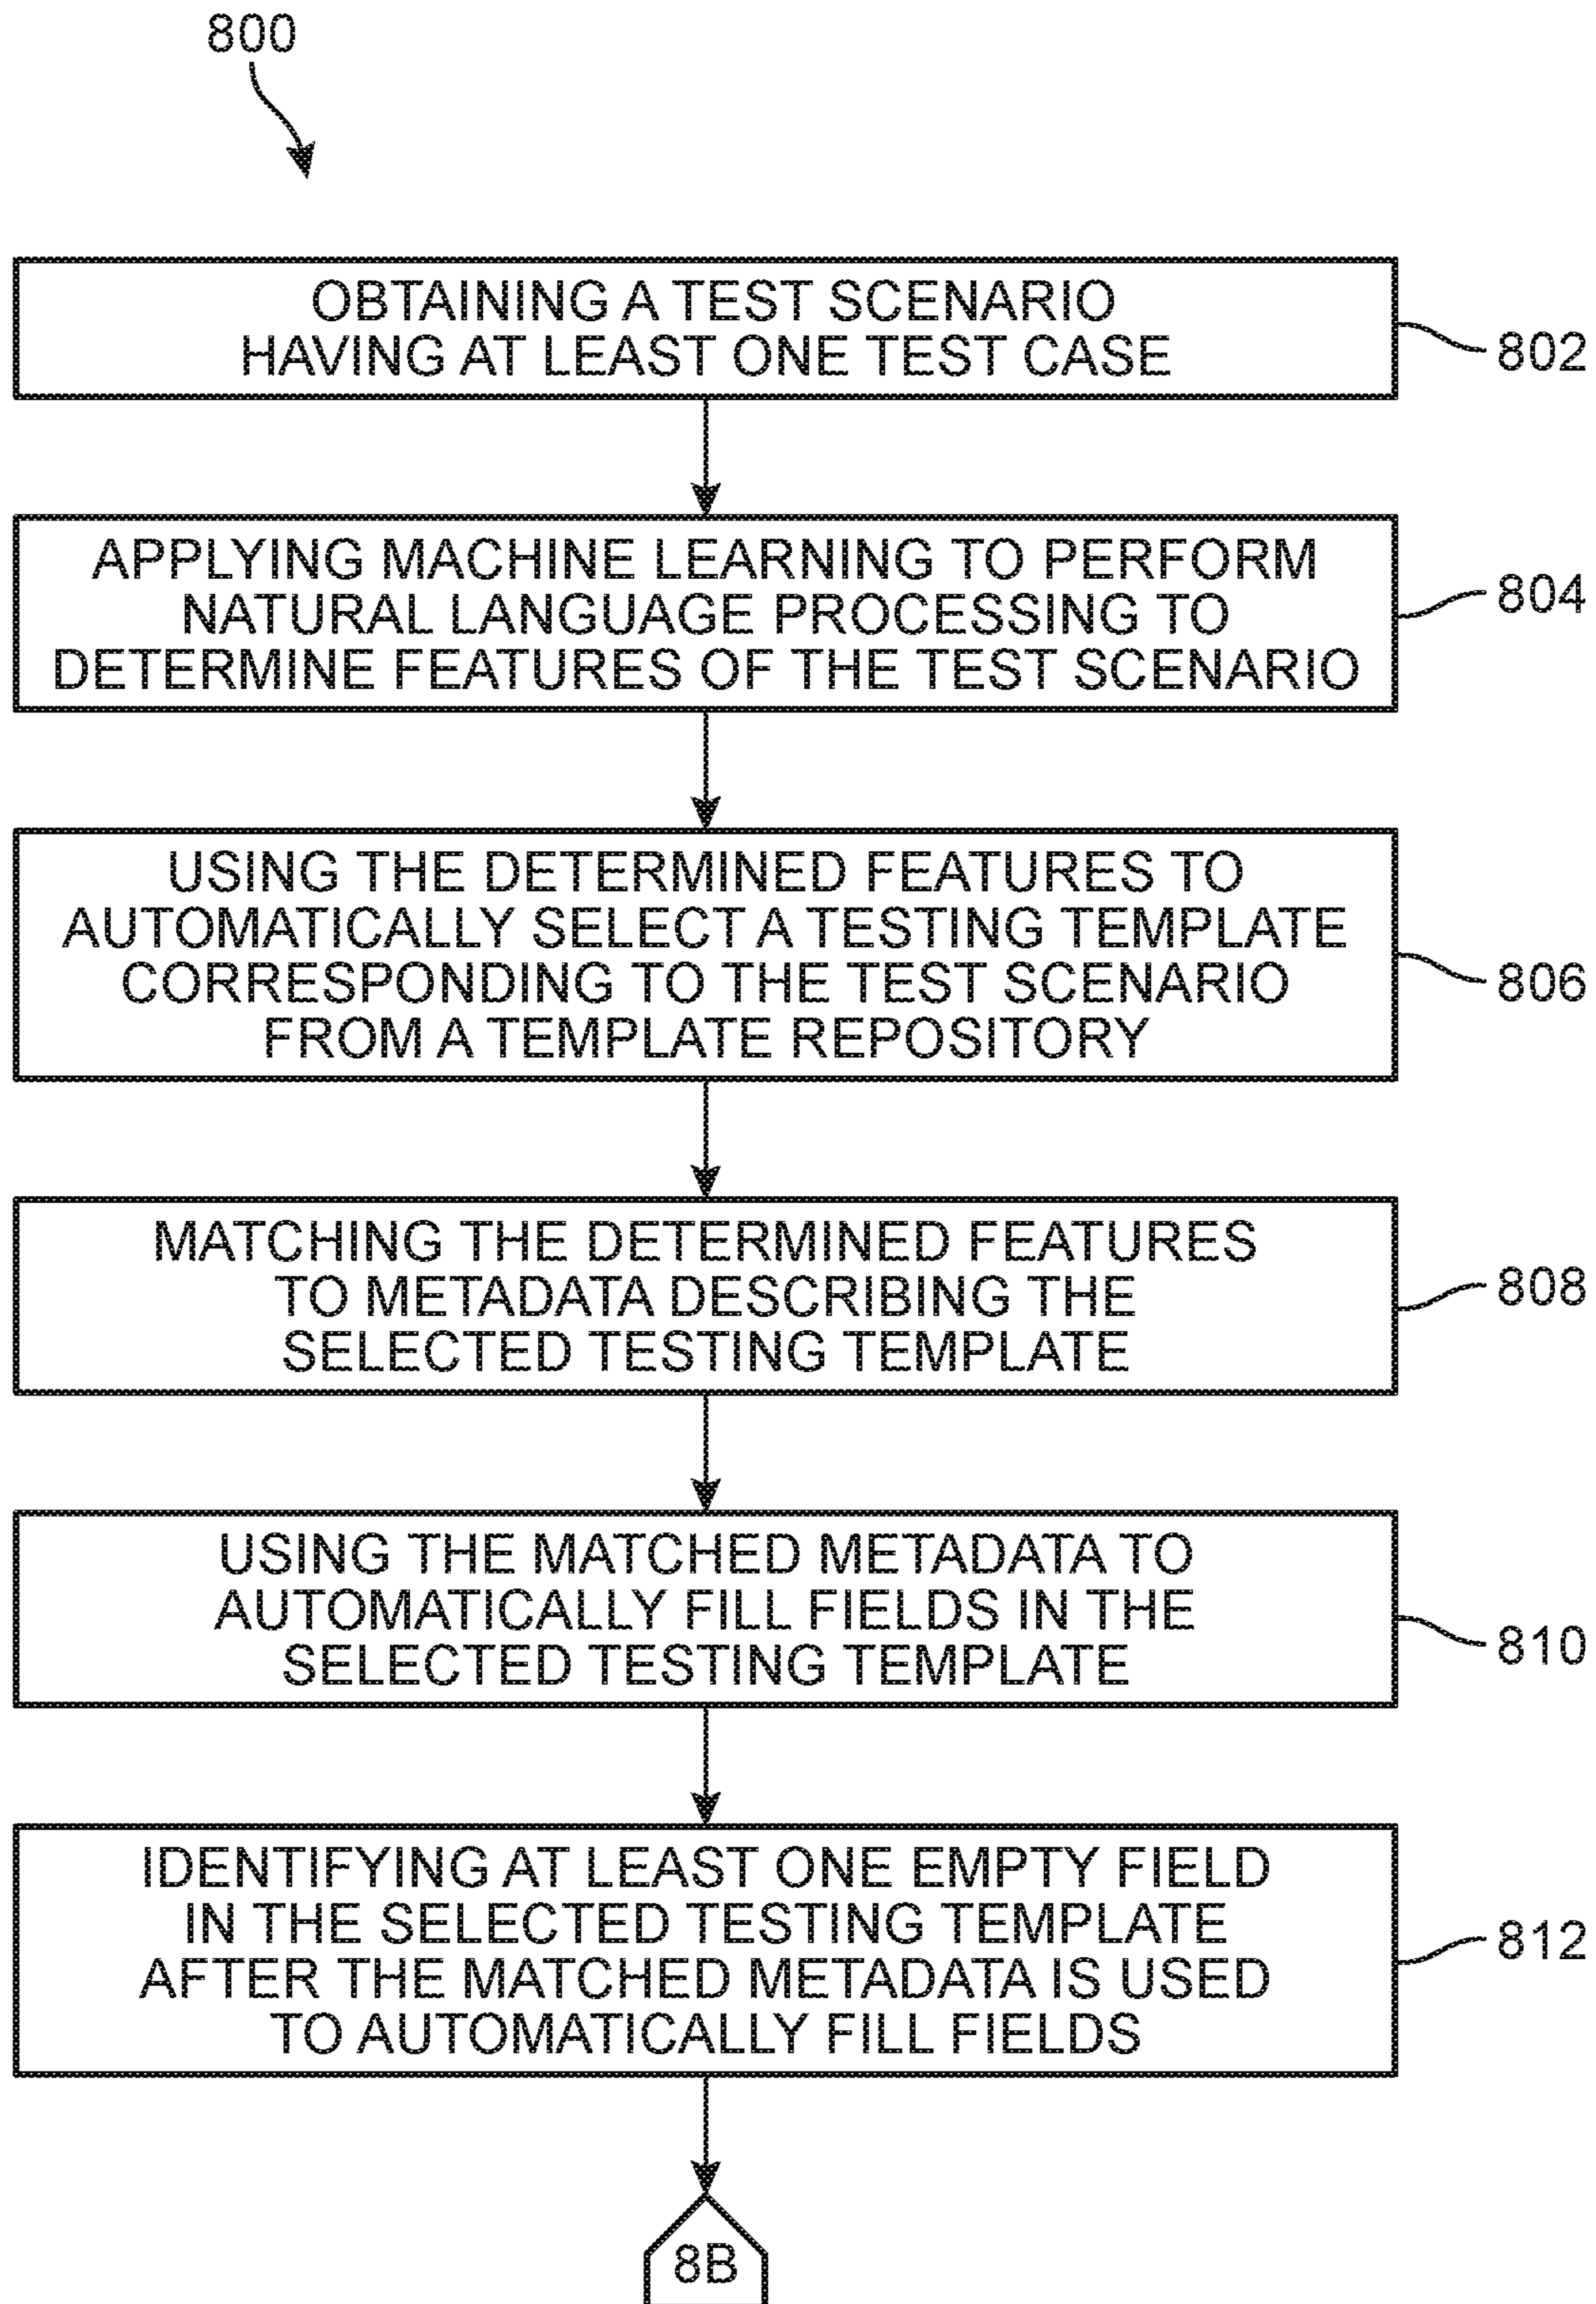 800
OBTAINING A TEST SCENARIO
HAVING AT LEAST ONE TEST CASE
802
APPLYING MACHINE LEARNING TO PERFORM
NATURAL LANGUAGE PROCESSING TO
DETERMINE FEATURES OF THE TEST SCENARIO
804
USING THE DETERMINED FEATURES TO
AUTOMATICALLY SELECT A TESTING TEMPLATE
CORRESPONDING TO THE TEST SCENARIO
FROM A TEMPLATE REPOSITORY
806
MATCHING THE DETERMINED FEATURES
TO METADATA DESCRIBING THE
SELECTED TESTING TEMPLATE
808
USING THE MATCHED METADATA TO
AUTOMATICALLY FILL FIELDS IN THE
SELECTED TESTING TEMPLATE
810
IDENTIFYING AT LEAST ONE EMPTY FIELD
IN THE SELECTED TESTING TEMPLATE
AFTER THE MATCHED METADATA IS USED
TO AUTOMATICALLY FILL FIELDS
812
8B